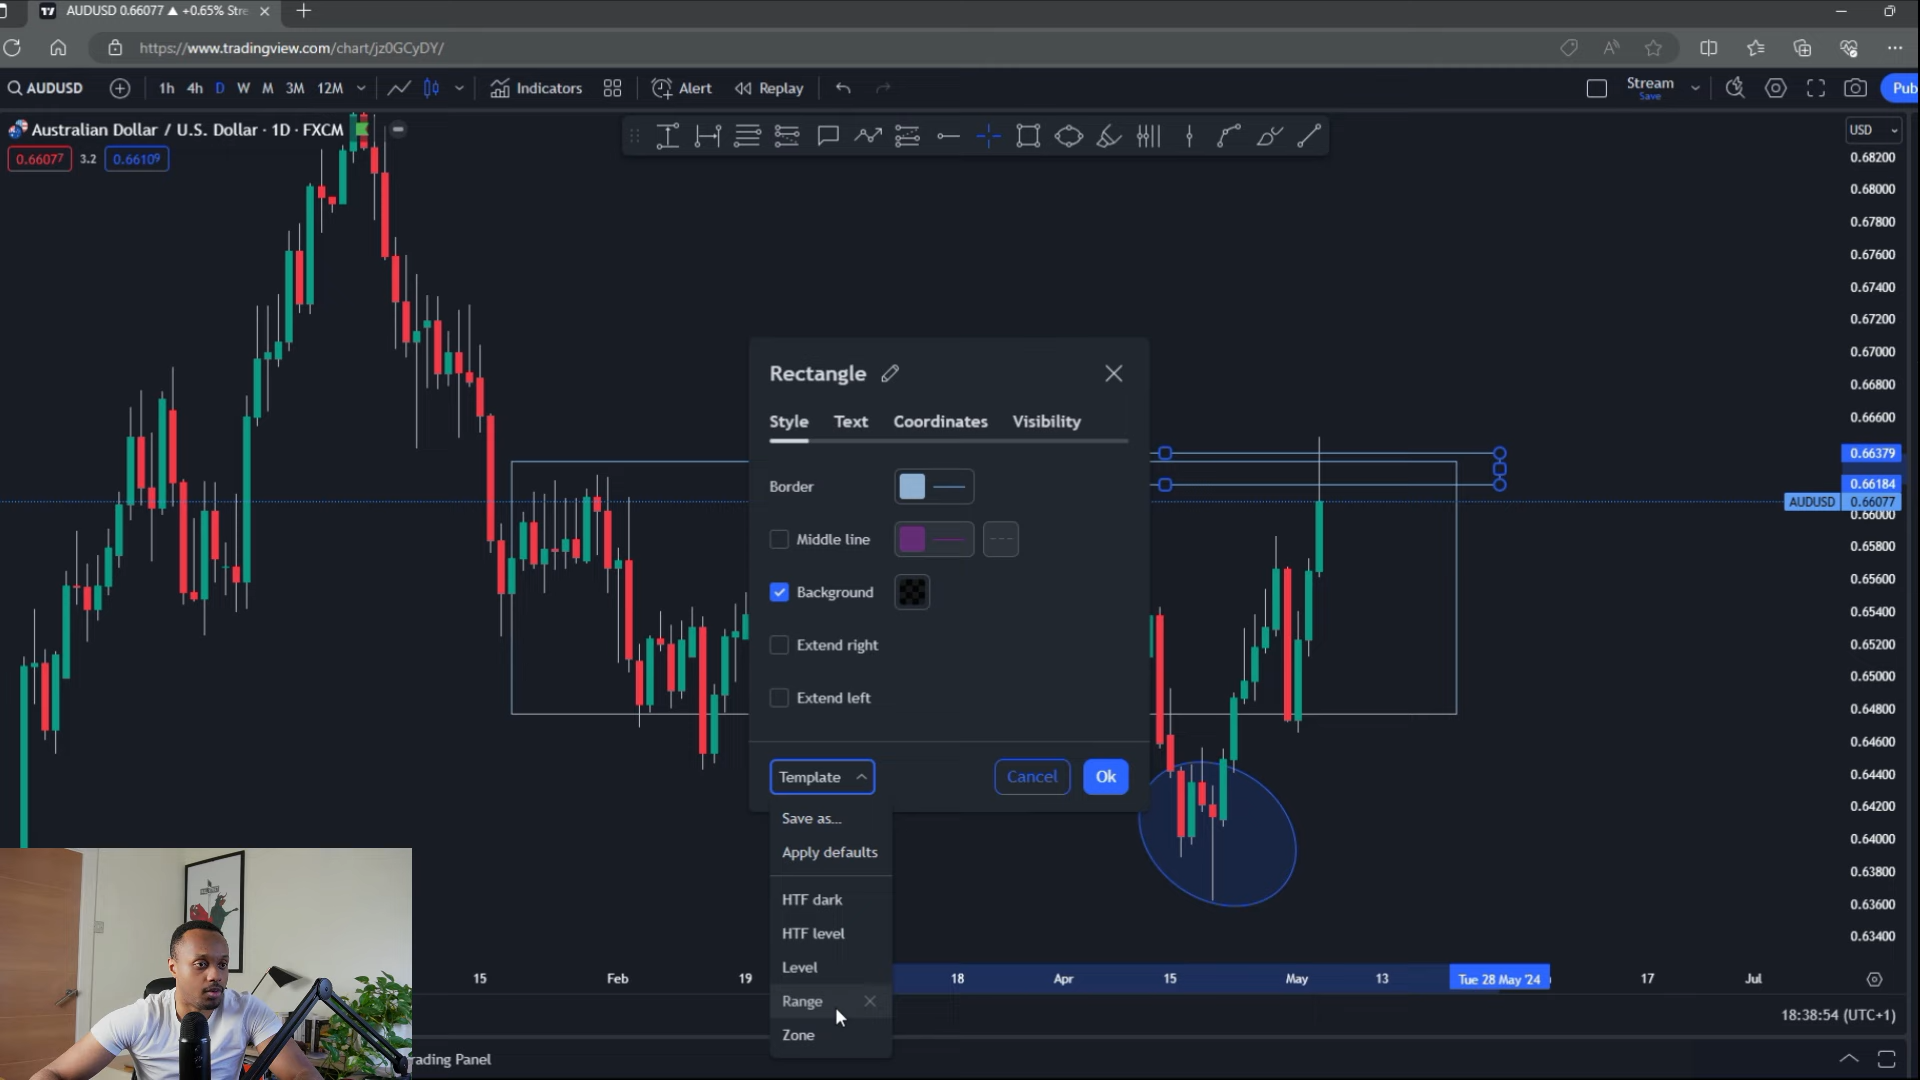 AUDUSD 0.66077 ▲ +0.65% Stre
https://www.tradingview.com/chart/jz0GCyDY/
AUDUSD 1h 4h D W M 3M 12M Indicators Alert Replay Stream Save Pub
Australian Dollar / U.S. Dollar · 1D · FXCM
0.66077 3.2 0.66109
USD
0.68200
0.68000
0.67800
0.67600
0.67400
0.67200
0.67000
0.66800
0.66600
0.66379
0.66184
AUDUSD 0.66077
0.66000
0.65800
0.65600
0.65400
0.65200
0.65000
0.64800
0.64600
0.64400
0.64200
0.64000
0.63800
0.63600
0.63400
Rectangle
Style Text Coordinates Visibility
Border
Middle line
Background
Extend right
Extend left
Template Cancel Ok
Save as...
Apply defaults
HTF dark
HTF level
Level
Range
Zone
15 Feb 19 18 Apr 15 May 13 Tue 28 May '24 17 Jul
18:38:54 (UTC+1)
rading Panel